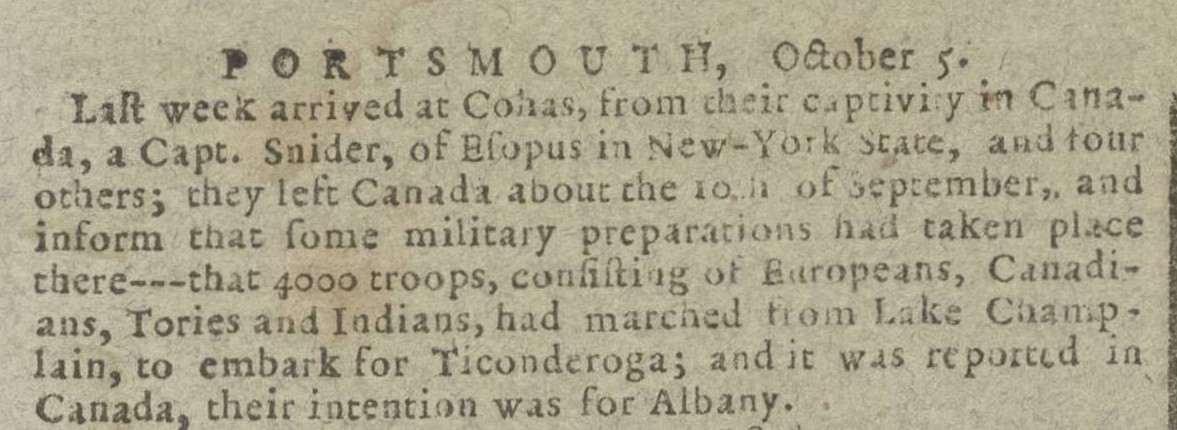 PORTSMOUTH, October 5.
Laſt week arrived at Cohas, from their captivity in Cana-
da, a Capt. Snider, of Eſopus in New-York State, and four
others; they left Canada about the 10th of September, and
inform that ſome military preparations had taken place
there---that 4000 troops, conſiſting of Europeans, Canadi-
ans, Tories and Indians, had marched from Lake Champ-
lain, to embark for Ticonderoga; and it was reported in
Canada, their intention was for Albany.